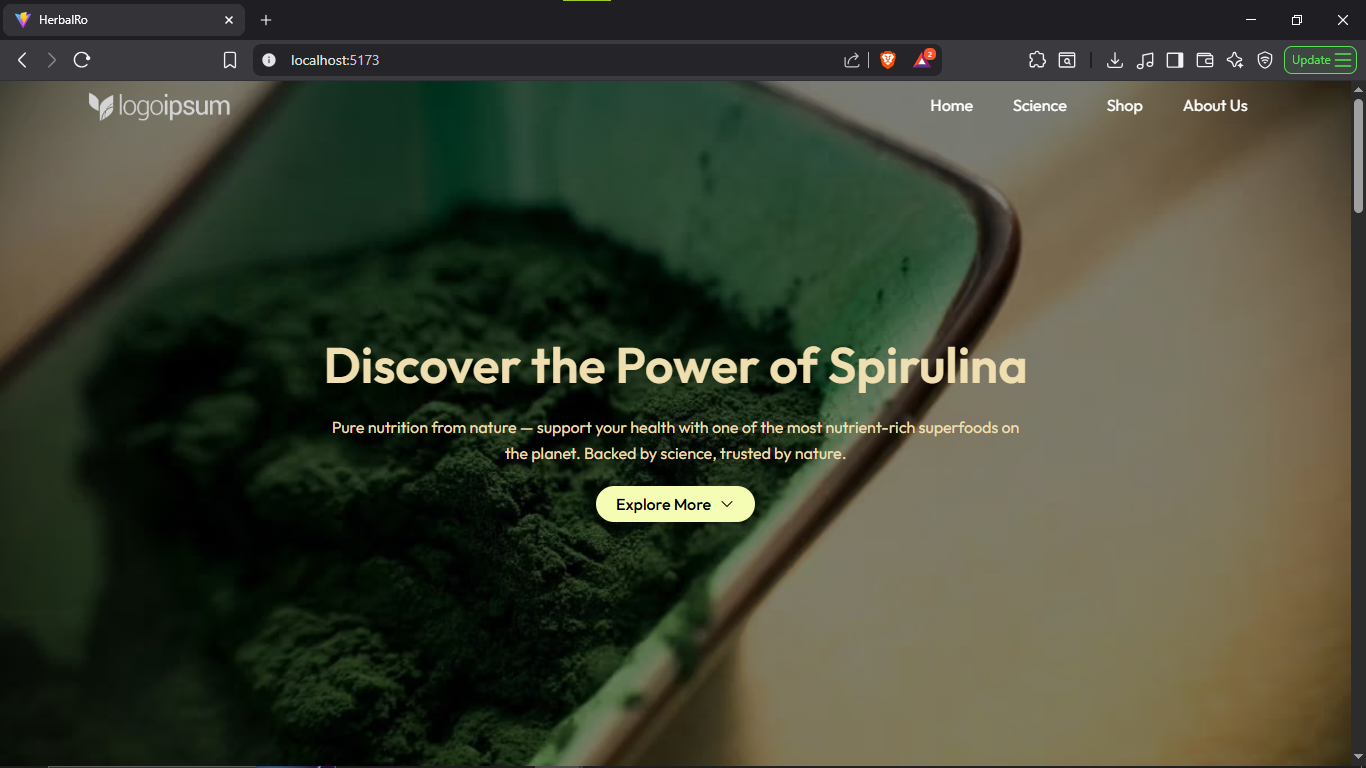 HerbalRo
localhost:5173
2
Update
logoipsum
Home
Science
Shop
About Us
Discover the Power of Spirulina
Pure nutrition from nature — support your health with one of the most nutrient-rich superfoods on
the planet. Backed by science, trusted by nature.
Explore More